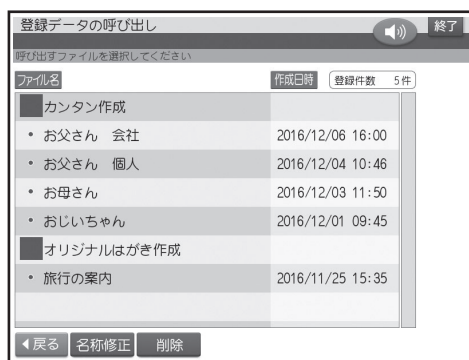 登録データの呼び出し
終了
呼び出すファイルを選択してください
ファイル名 作成日時 登録件数 5件
カンタン作成
・ お父さん 会社 2016/12/06 16:00
・ お父さん 個人 2016/12/04 10:46
・ お母さん 2016/12/03 11:50
・ おじいちゃん 2016/12/01 09:45
オリジナルはがき作成
・ 旅行の案内 2016/11/25 15:35
戻る 名称修正 削除